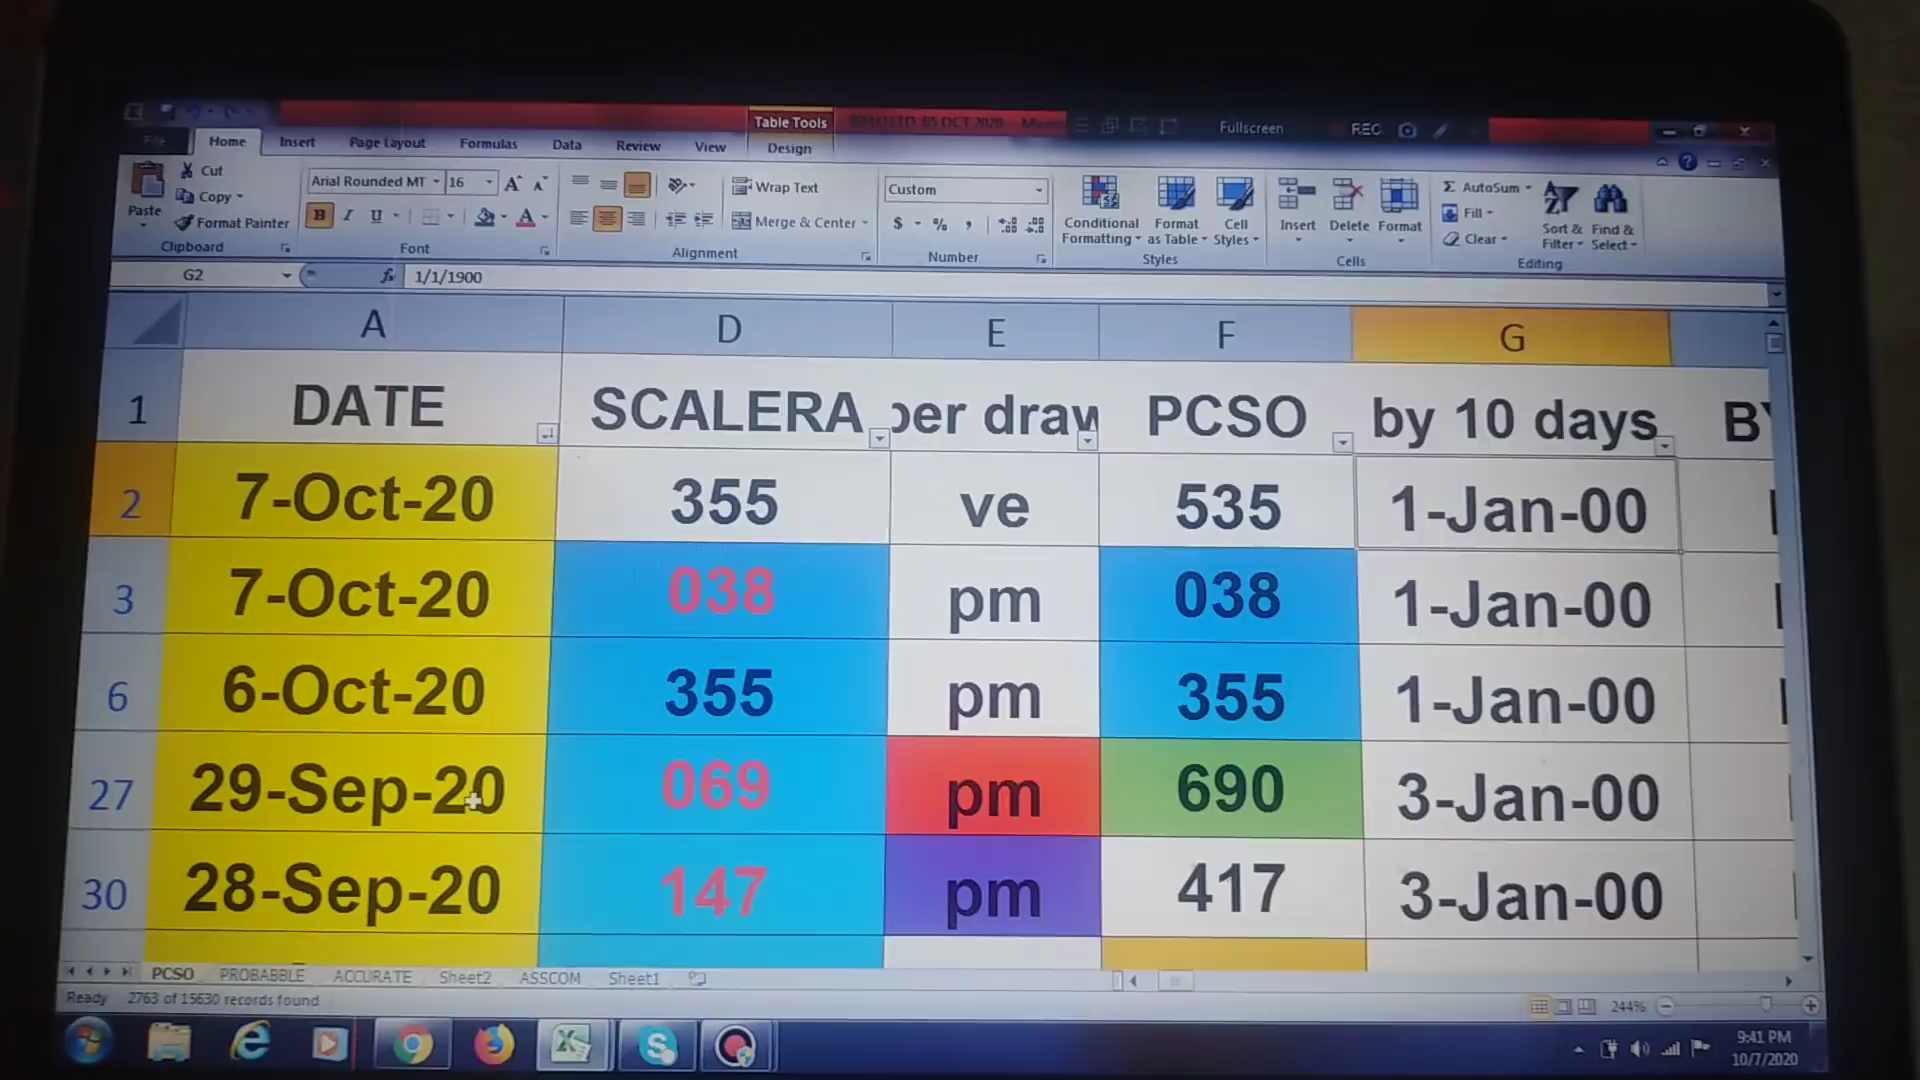 Table Tools
Fullscreen
REC
File
Home
Insert
Page Layout
Formulas
Data
Review
View
Design
Cut
Copy
Format Painter
Paste
Clipboard
Arial Rounded MT
16
B I U
Font
Wrap Text
Merge & Center
Alignment
Custom
$ % ,
Number
Conditional Formatting
Format as Table
Cell Styles
Styles
Insert
Delete
Format
Cells
Σ AutoSum
Fill
Clear
Sort & Filter
Find & Select
Editing
G2
fx
1/1/1900
A D E F G
1 DATE SCALERA per draw PCSO by 10 days
2 7-Oct-20 355 ve 535 1-Jan-00
3 7-Oct-20 038 pm 038 1-Jan-00
6 6-Oct-20 355 pm 355 1-Jan-00
27 29-Sep-20 069 pm 690 3-Jan-00
30 28-Sep-20 147 pm 417 3-Jan-00
PCSO PROBABBLE ACCURATE Sheet2 ASSCOM Sheet1
Ready 2763 of 15630 records found
244%
9:41 PM
10/7/2020